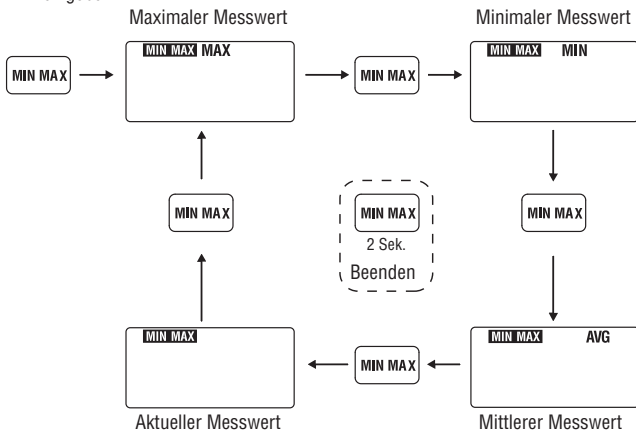 Maximaler Messwert
Minimaler Messwert
MIN MAX
MIN MAX MAX
MIN MAX
MIN MAX MIN
MIN MAX
MIN MAX
2 Sek.
Beenden
MIN MAX
MIN MAX
MIN MAX
MIN MAX AVG
Aktueller Messwert
Mittlerer Messwert